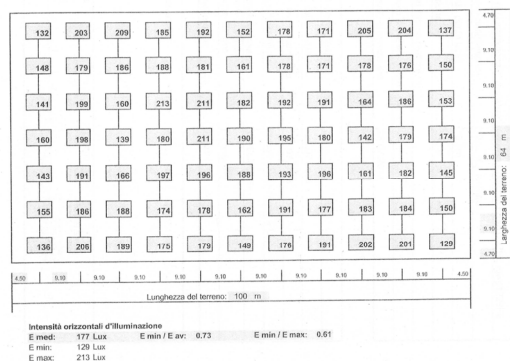 132 203 209 185 192 152 178 171 205 204 137
148 179 186 188 181 161 178 171 178 176 150
141 199 160 213 211 182 192 191 164 186 153
160 198 139 180 211 190 195 180 142 179 174
143 191 166 197 196 188 193 196 161 182 145
155 186 188 174 178 162 191 177 183 184 150
136 206 189 175 179 149 176 191 202 201 129
4.70
9.10
9.10
9.10
9.10
9.10
9.10
4.70
Larghezza del terreno: 64 m
4.50 9.10 9.10 9.10 9.10 9.10 9.10 9.10 9.10 4.50
Lunghezza del terreno: 100 m
Intensità orizzontali d'illuminazione
E med: 177 Lux E min / E av: 0.73 E min / E max: 0.61
E min: 129 Lux
E max: 213 Lux